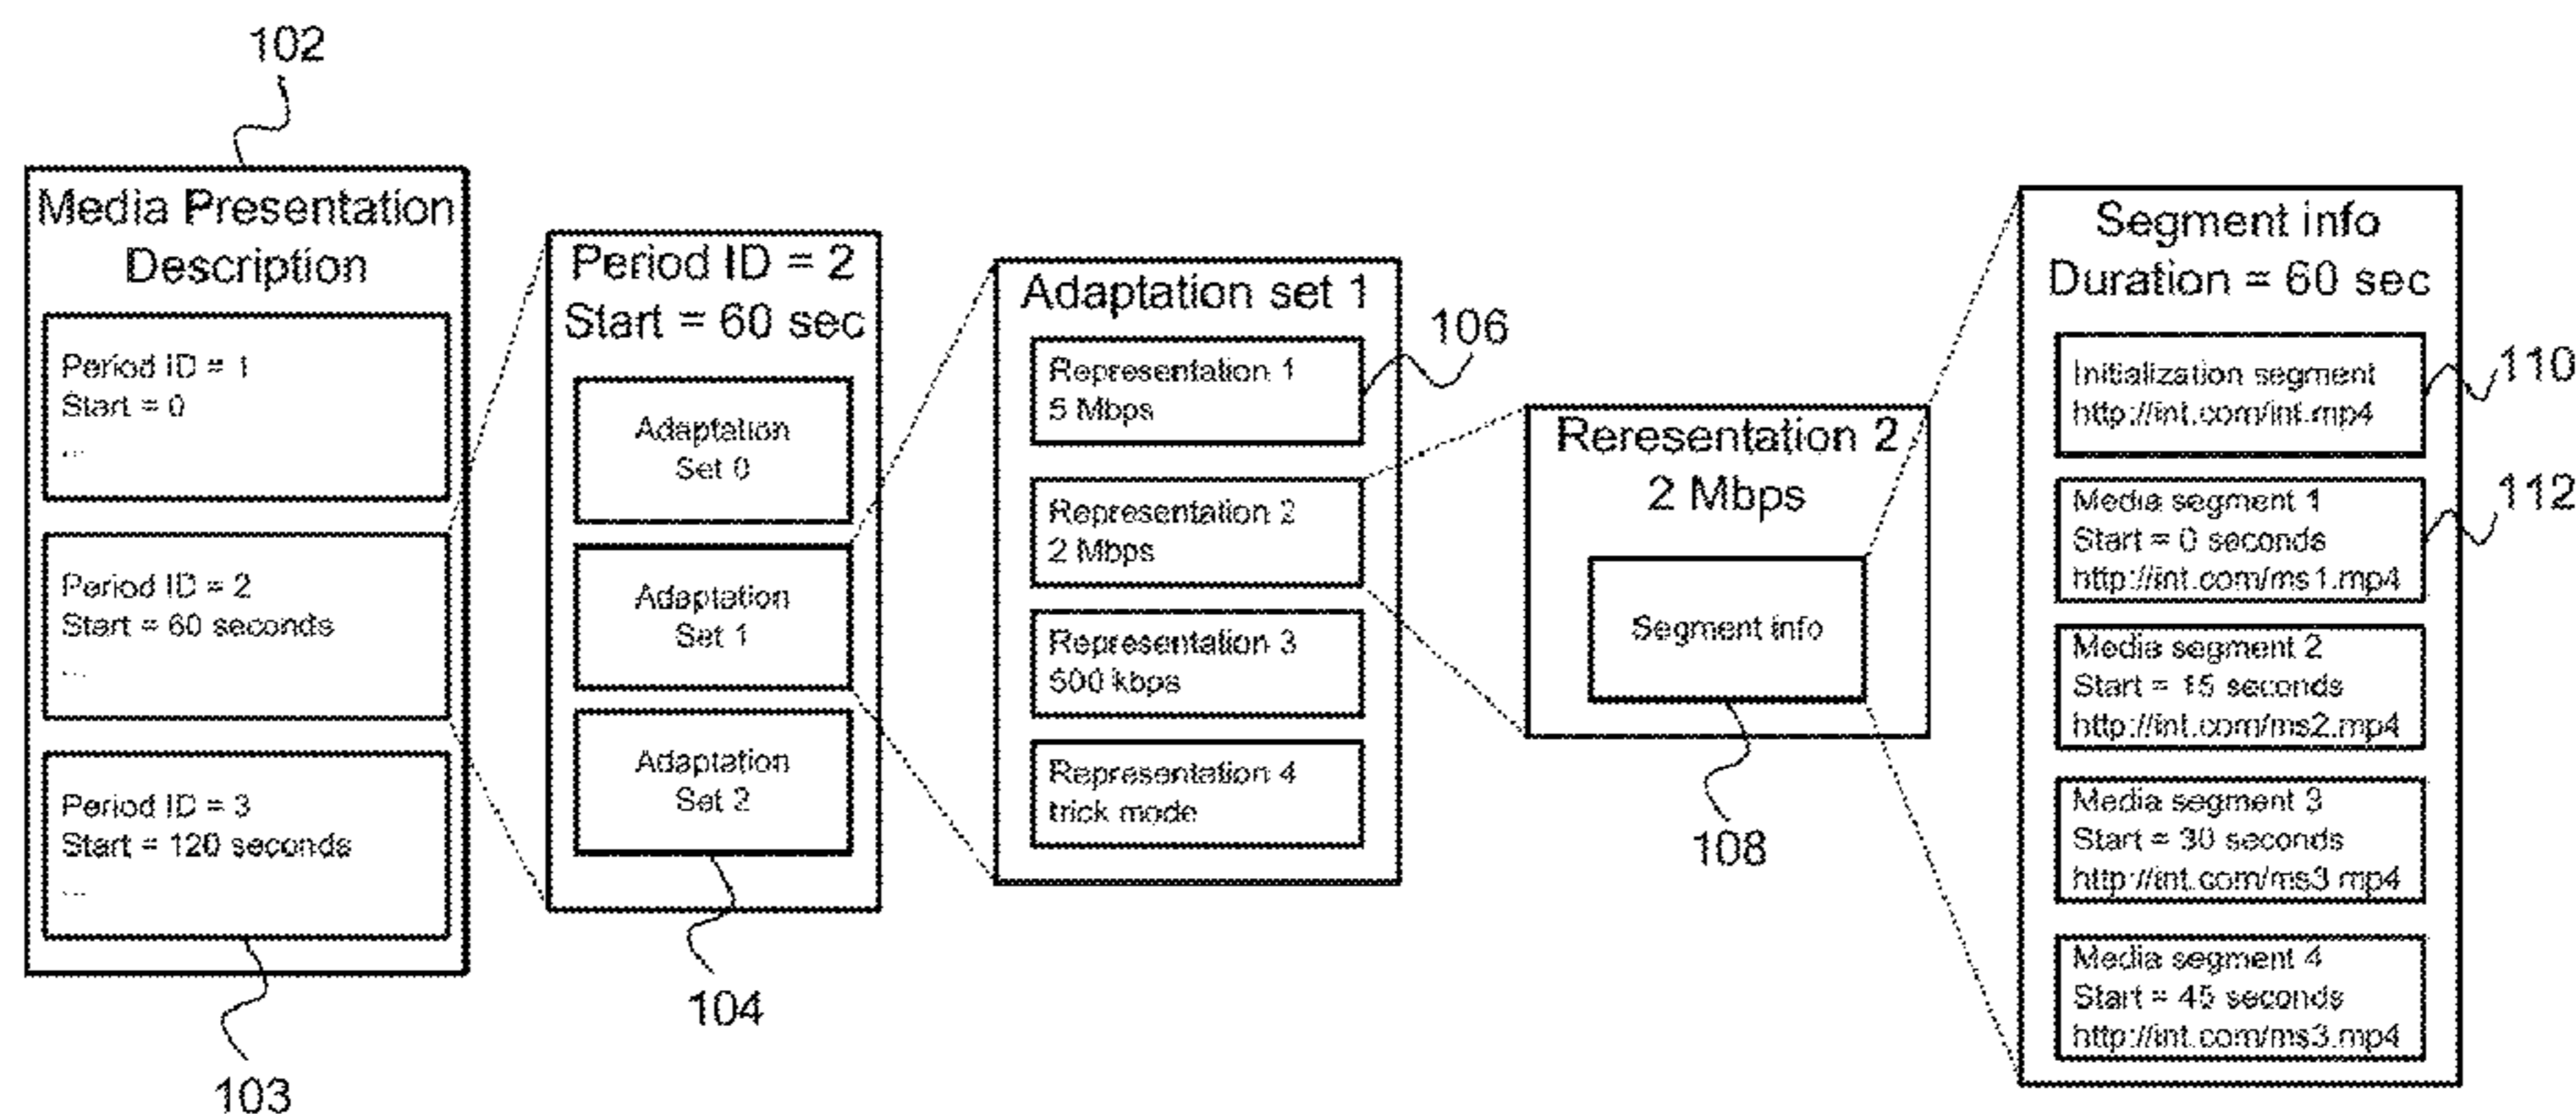 102
Media Presentation
Description
Period ID = 1
Start = 0
...
Period ID = 2
Start = 60 seconds
...
Period ID = 3
Start = 120 seconds
...
103
Period ID = 2
Start = 60 sec
Adaptation
Set 0
Adaptation
Set 1
Adaptation
Set 2
104
Adaptation set 1
Representation 1
5 Mbps
106
Representation 2
2 Mbps
Representation 3
500 kbps
Representation 4
trick mode
Reresentation 2
2 Mbps
Segment info
108
Segment info
Duration = 60 sec
Initialization segment
http://int.com/int.mp4
110
Media segment 1
Start = 0 seconds
http://int.com/ms1.mp4
112
Media segment 2
Start = 15 seconds
http://int.com/ms2.mp4
Media segment 3
Start = 30 seconds
http://int.com/ms3.mp4
Media segment 4
Start = 45 seconds
http://int.com/ms3.mp4